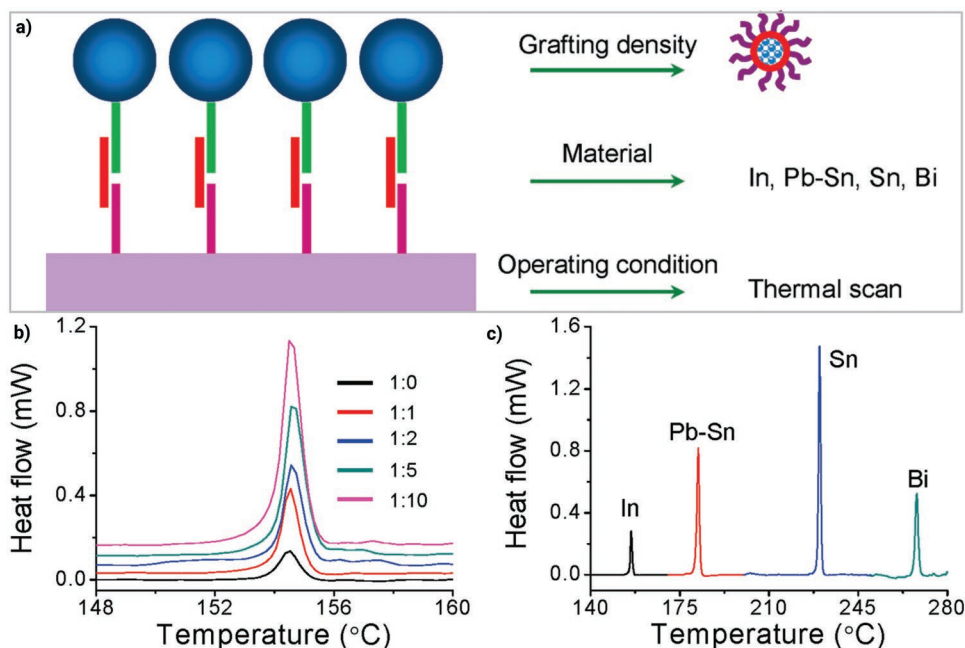 a)
Grafting density
Material
In, Pb-Sn, Sn, Bi
Operating condition
Thermal scan
b)
1.2
0.8
0.4
0.0
Heat flow (mW)
1:0
1:1
1:2
1:5
1:10
148 152 156 160
Temperature (°C)
c)
1.6
1.2
0.8
0.4
0.0
Heat flow (mW)
In
Pb-Sn
Sn
Bi
140 175 210 245 280
Temperature (°C)